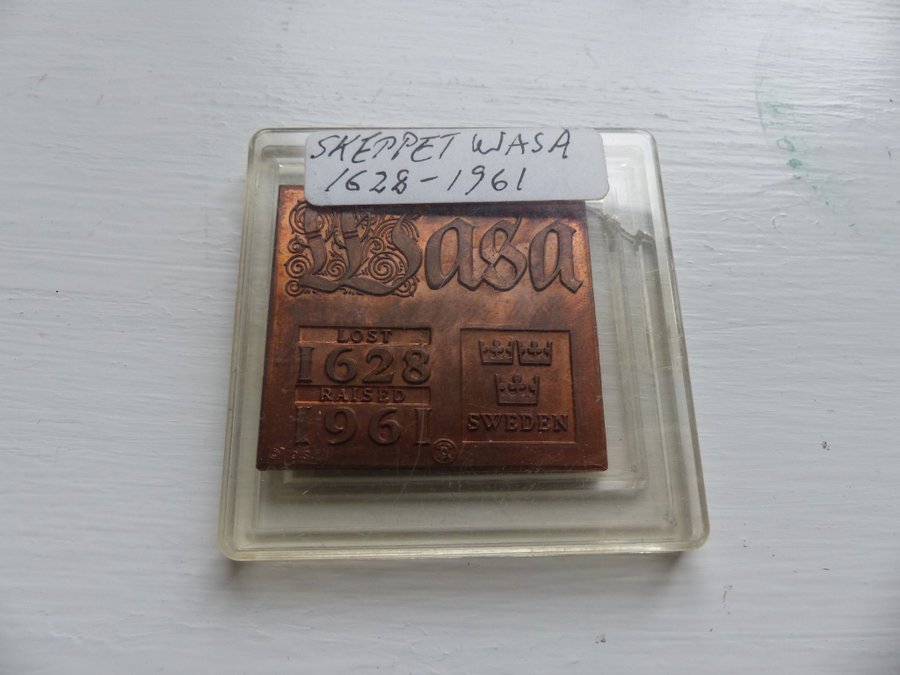 SKEPPET WASA
1628-1961
Wasa
LOST
1628
RAISED
1961
SWEDEN